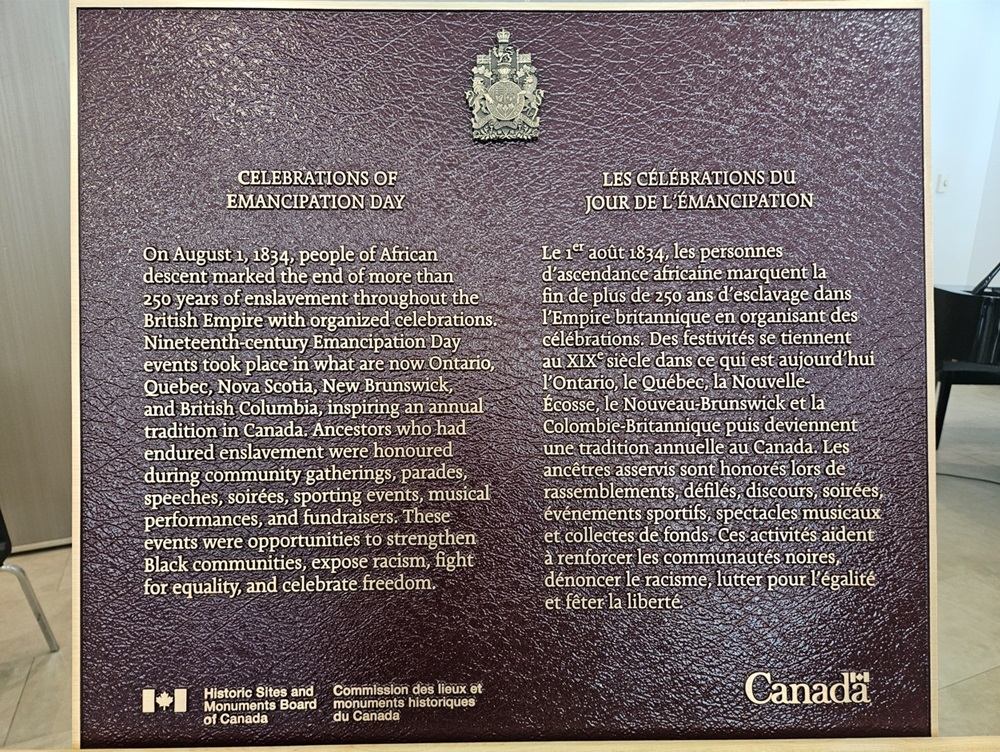 CELEBRATIONS OF
EMANCIPATION DAY
On August 1, 1834, people of African
descent marked the end of more than
250 years of enslavement throughout the
British Empire with organized celebrations.
Nineteenth-century Emancipation Day
events took place in what are now Ontario,
Quebec, Nova Scotia, New Brunswick,
and British Columbia, inspiring an annual
tradition in Canada. Ancestors who had
endured enslavement were honoured
during community gatherings, parades,
speeches, soirées, sporting events, musical
performances, and fundraisers. These
events were opportunities to strengthen
Black communities, expose racism, fight
for equality, and celebrate freedom.
LES CÉLÉBRATIONS DU
JOUR DE L'ÉMANCIPATION
Le 1er août 1834, les personnes
d'ascendance africaine marquent la
fin de plus de 250 ans d'esclavage dans
l'Empire britannique en organisant des
célébrations. Des festivités se tiennent
au XIXe siècle dans ce qui est aujourd'hui
l'Ontario, le Québec, la Nouvelle-
Écosse, le Nouveau-Brunswick et la
Colombie-Britannique puis deviennent
une tradition annuelle au Canada. Les
ancêtres asservis sont honorés lors de
rassemblements, défilés, discours, soirées,
événements sportifs, spectacles musicaux
et collectes de fonds. Ces activités aident
à renforcer les communautés noires,
dénoncer le racisme, lutter pour l'égalité
et fêter la liberté.
Historic Sites and
Monuments Board
of Canada
Commission des lieux et
monuments historiques
du Canada
Canada